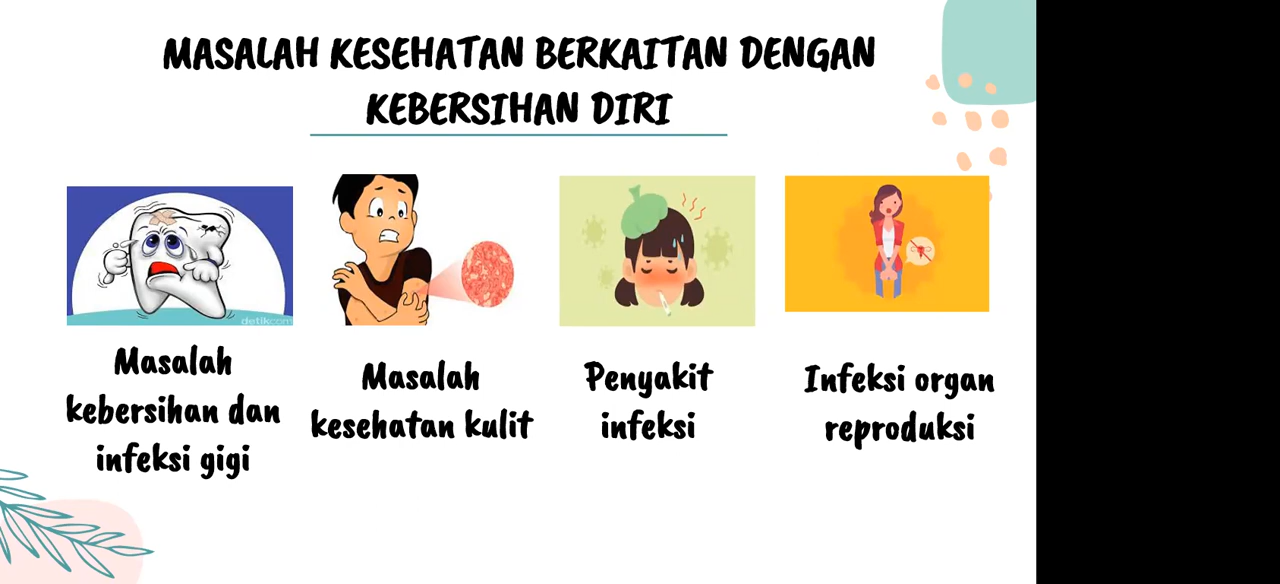 MASALAH KESEHATAN BERKAITAN DENGAN
KEBERSIHAN DIRI
detikcom
Masalah
kebersihan dan
infeksi gigi
Masalah
kesehatan kulit
Penyakit
infeksi
Infeksi organ
reproduksi